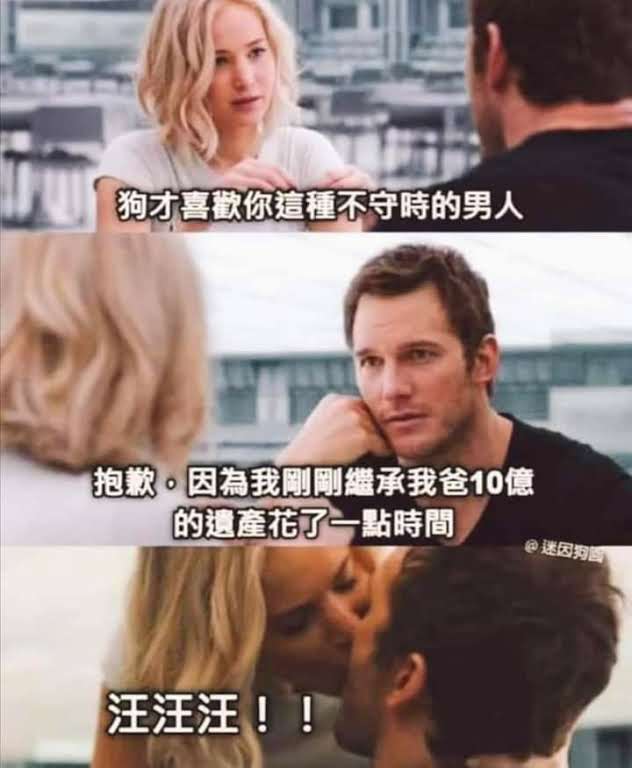 狗才喜歡你這種不守時的男人
抱歉，因為我剛剛繼承我爸10億
的遺產花了一點時間
@ 迷因狗國
汪汪汪！！